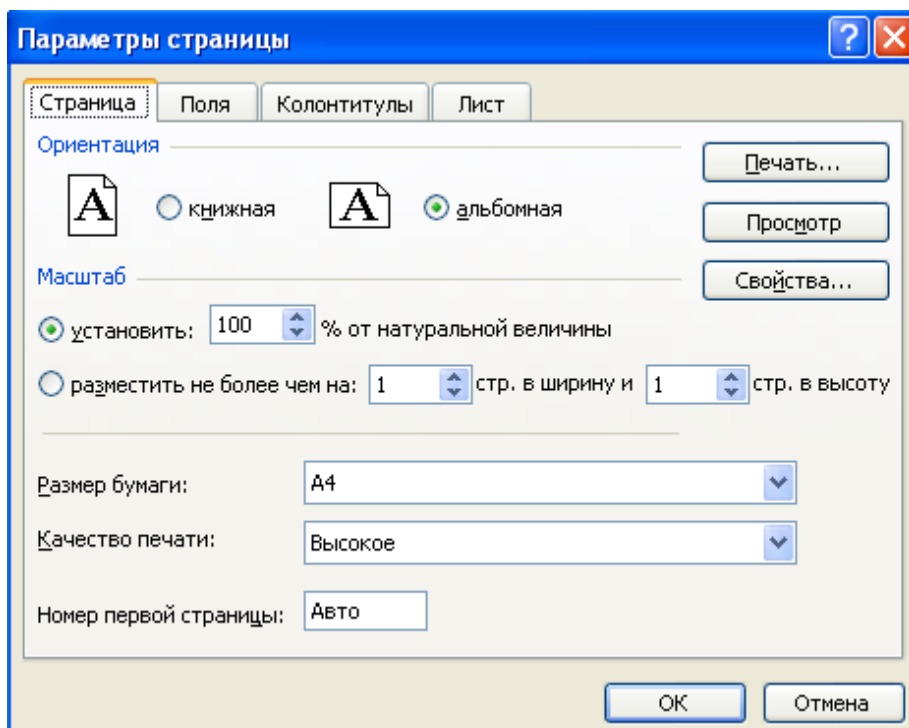 Параметры страницы
Страница Поля Колонтитулы Лист
Ориентация
Печать...
A книжная A альбомная
Просмотр
Масштаб
Свойства...
установить: 100 % от натуральной величины
разместить не более чем на: 1 стр. в ширину и 1 стр. в высоту
Размер бумаги: A4
Качество печати: Высокое
Номер первой страницы: Авто
ОК Отмена